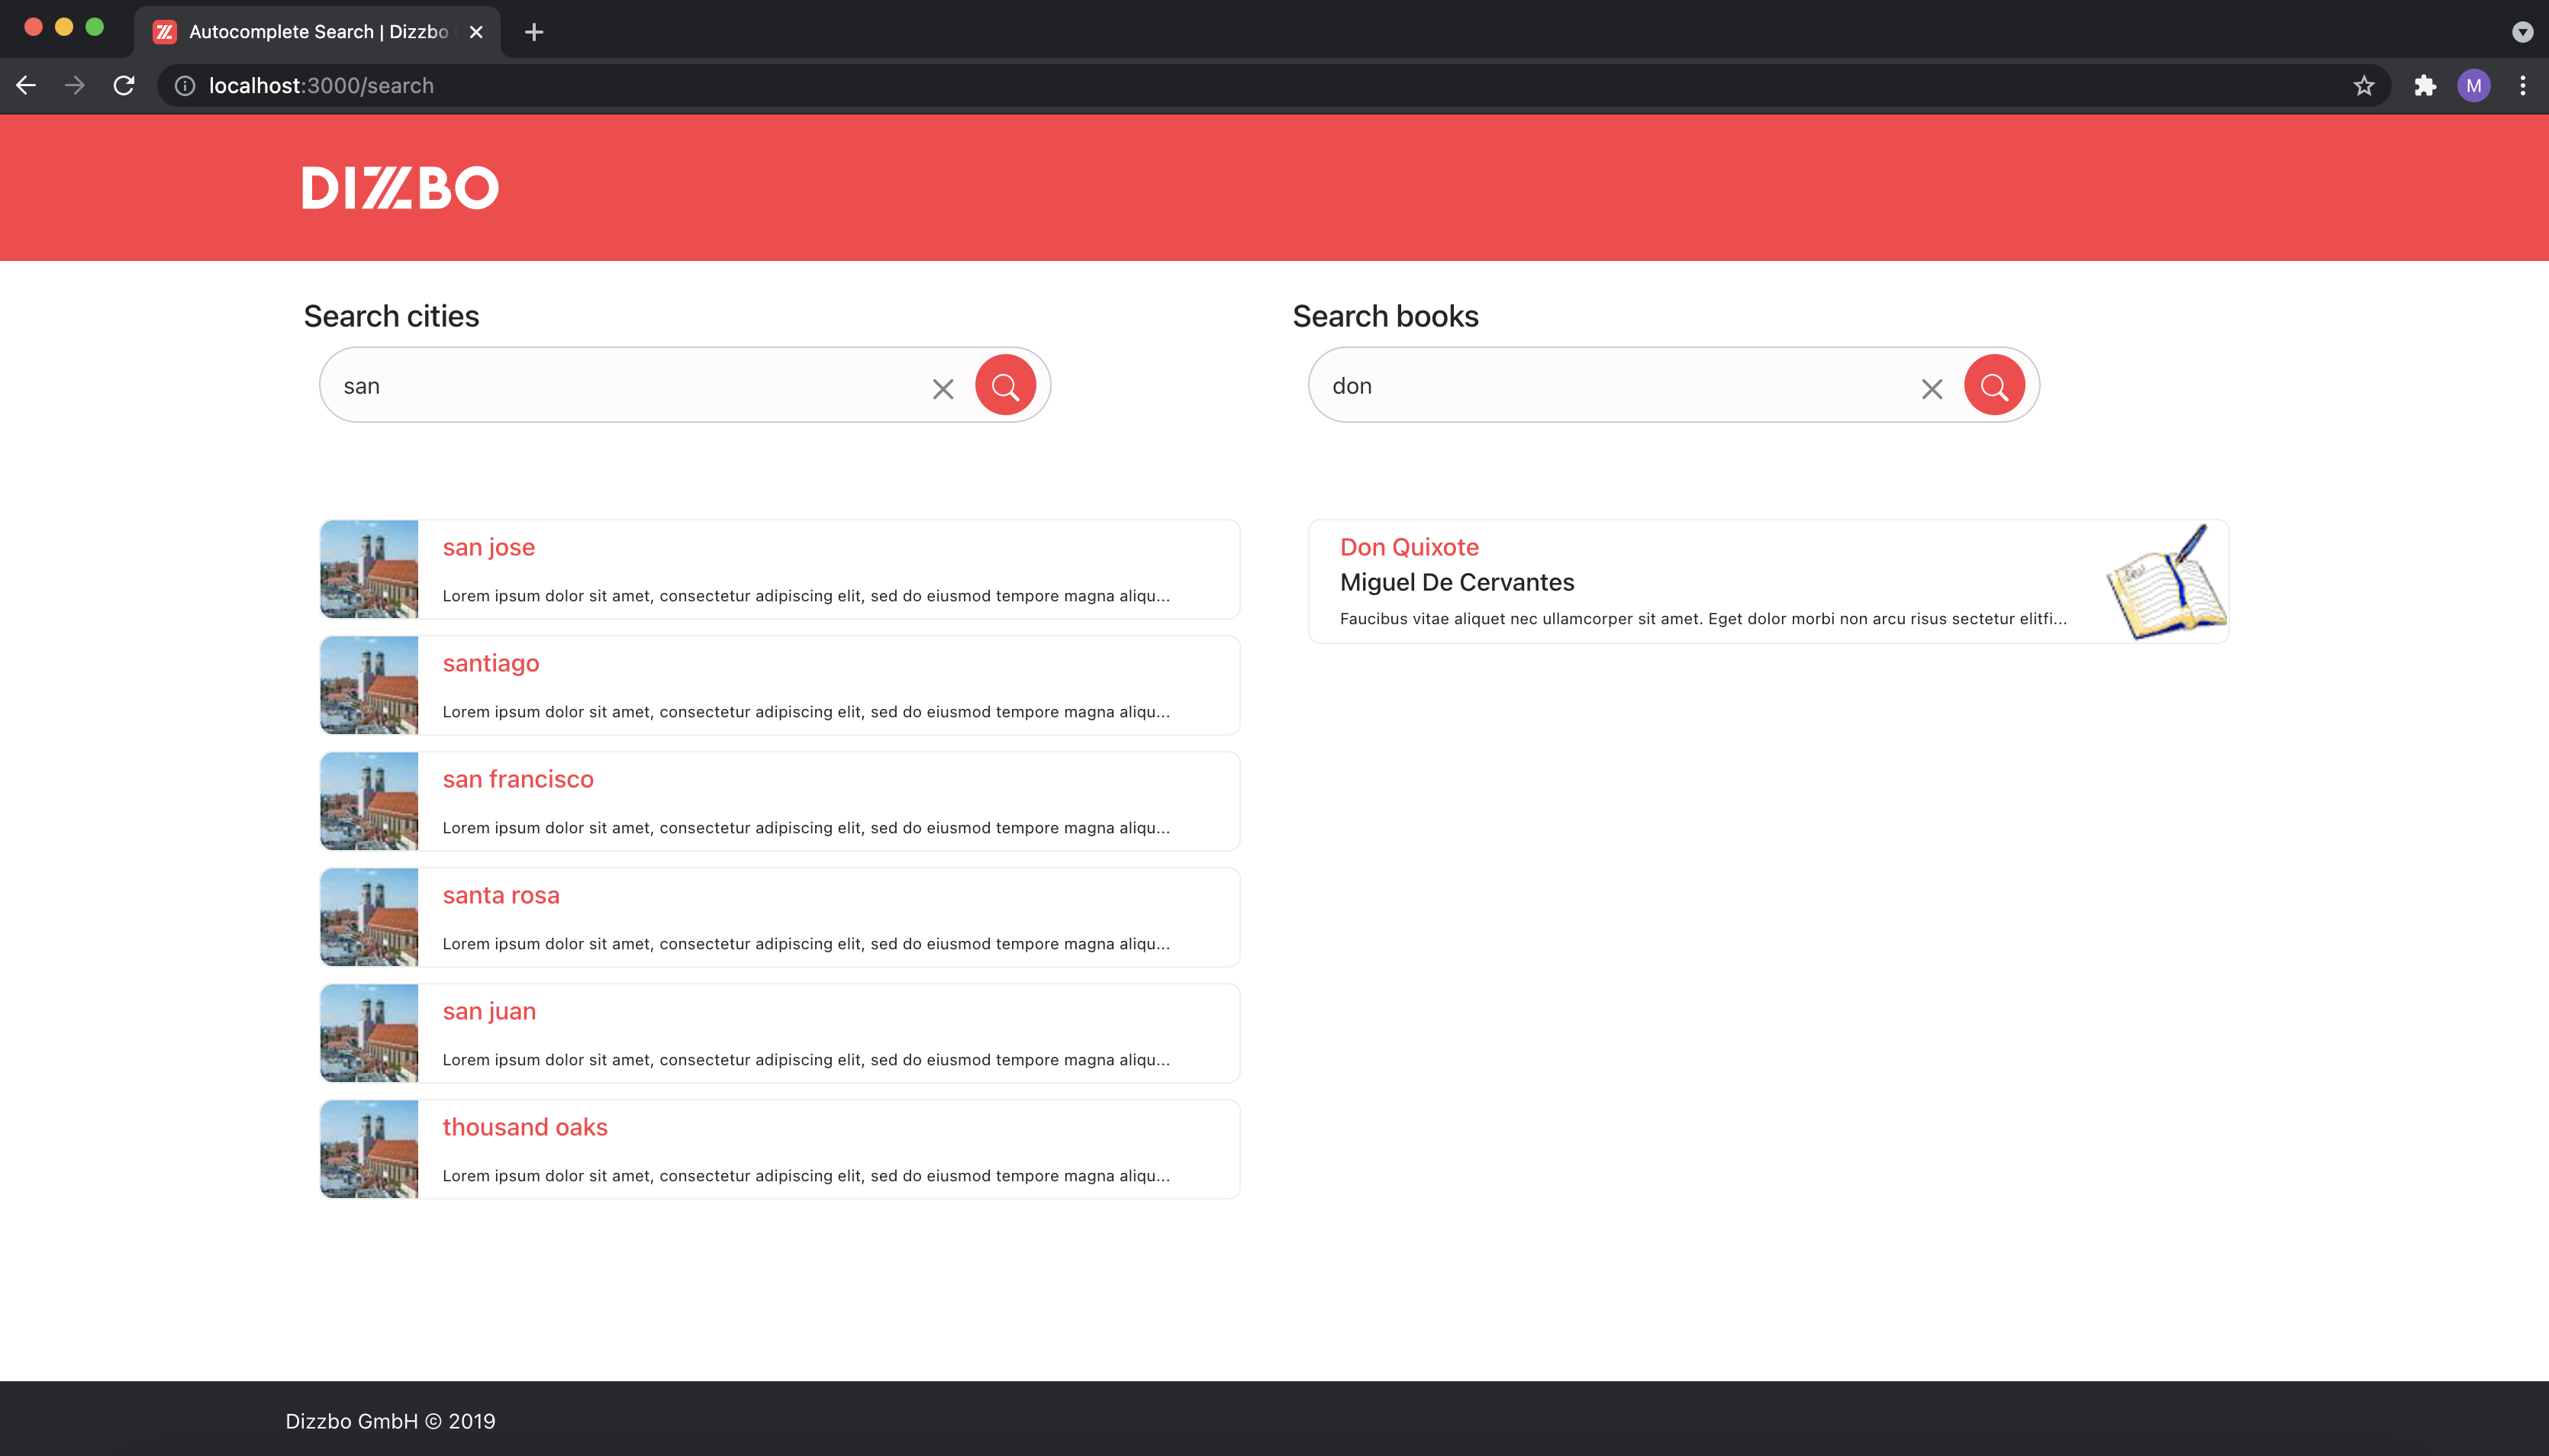 Autocomplete Search | Dizzbo
localhost:3000/search
M
DIZZBO
Search cities
san
san jose
Lorem ipsum dolor sit amet, consectetur adipiscing elit, sed do eiusmod tempore magna aliqu...
santiago
Lorem ipsum dolor sit amet, consectetur adipiscing elit, sed do eiusmod tempore magna aliqu...
san francisco
Lorem ipsum dolor sit amet, consectetur adipiscing elit, sed do eiusmod tempore magna aliqu...
santa rosa
Lorem ipsum dolor sit amet, consectetur adipiscing elit, sed do eiusmod tempore magna aliqu...
san juan
Lorem ipsum dolor sit amet, consectetur adipiscing elit, sed do eiusmod tempore magna aliqu...
thousand oaks
Lorem ipsum dolor sit amet, consectetur adipiscing elit, sed do eiusmod tempore magna aliqu...
Search books
don
Don Quixote
Miguel De Cervantes
Faucibus vitae aliquet nec ullamcorper sit amet. Eget dolor morbi non arcu risus sectetur elitfi...
Dizzbo GmbH © 2019